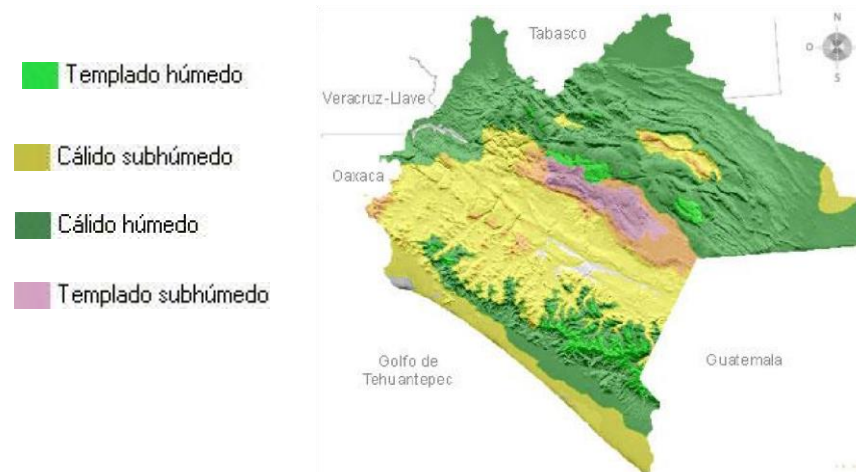 Templado húmedo
Cálido subhúmedo
Cálido húmedo
Templado subhúmedo
N
O
S
Tabasco
Veracruz-Llave
Oaxaca
Golfo de
Tehuantepec
Guatemala